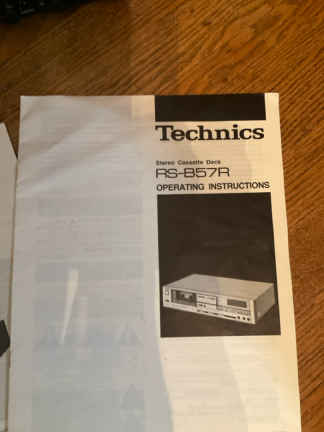 Technics
Stereo Cassette Deck
RS-B57R
OPERATING INSTRUCTIONS